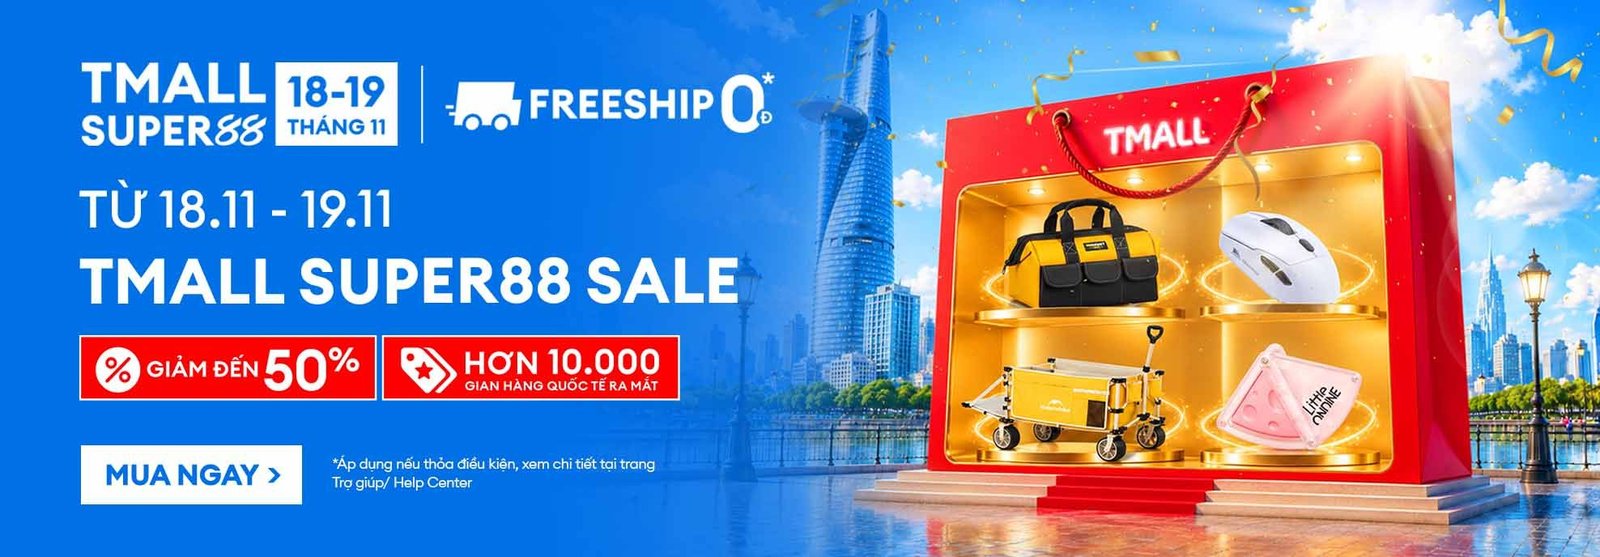 TMALL
SUPER88
18-19
THÁNG 11
FREESHIP 0Đ*
TỪ 18.11 - 19.11
TMALL SUPER88 SALE
% GIẢM ĐẾN 50%
HƠN 10.000
GIAN HÀNG QUỐC TẾ RA MẮT
MUA NGAY >
*Áp dụng nếu thỏa điều kiện, xem chi tiết tại trang
Trợ giúp/ Help Center
TMALL
Little
ONDINE